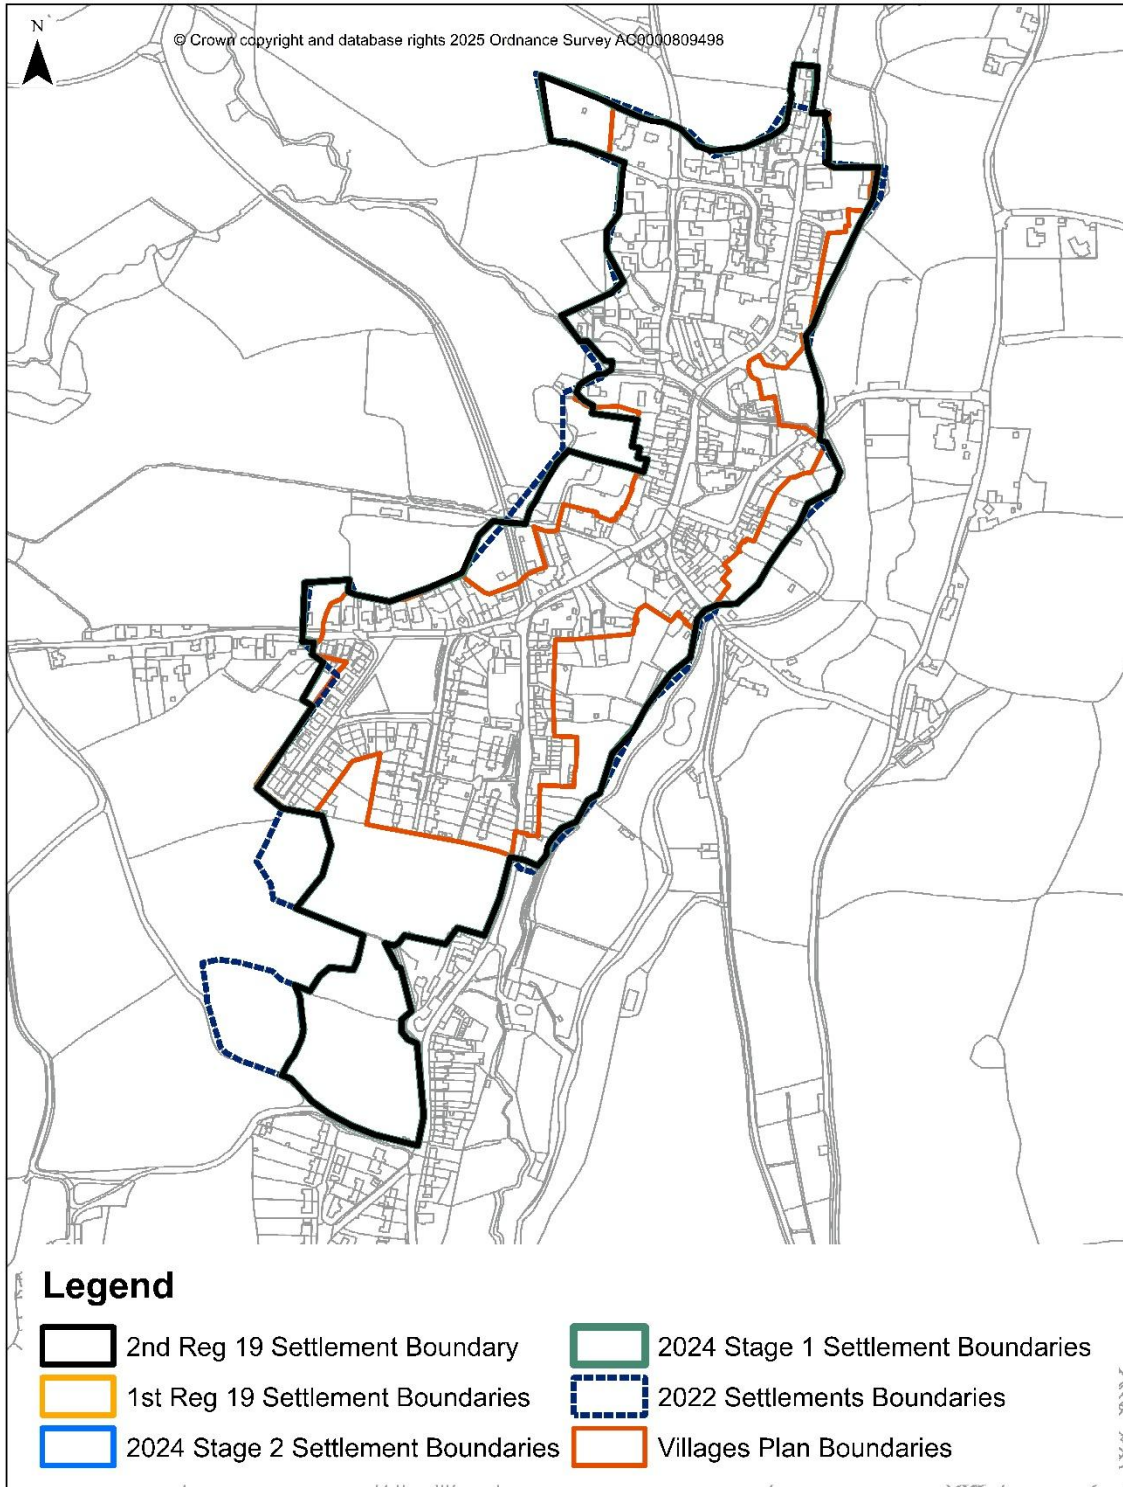 N
© Crown copyright and database rights 2025 Ordnance Survey AC0000809498
Legend
2nd Reg 19 Settlement Boundary
2024 Stage 1 Settlement Boundaries
1st Reg 19 Settlement Boundaries
2022 Settlements Boundaries
2024 Stage 2 Settlement Boundaries
Villages Plan Boundaries